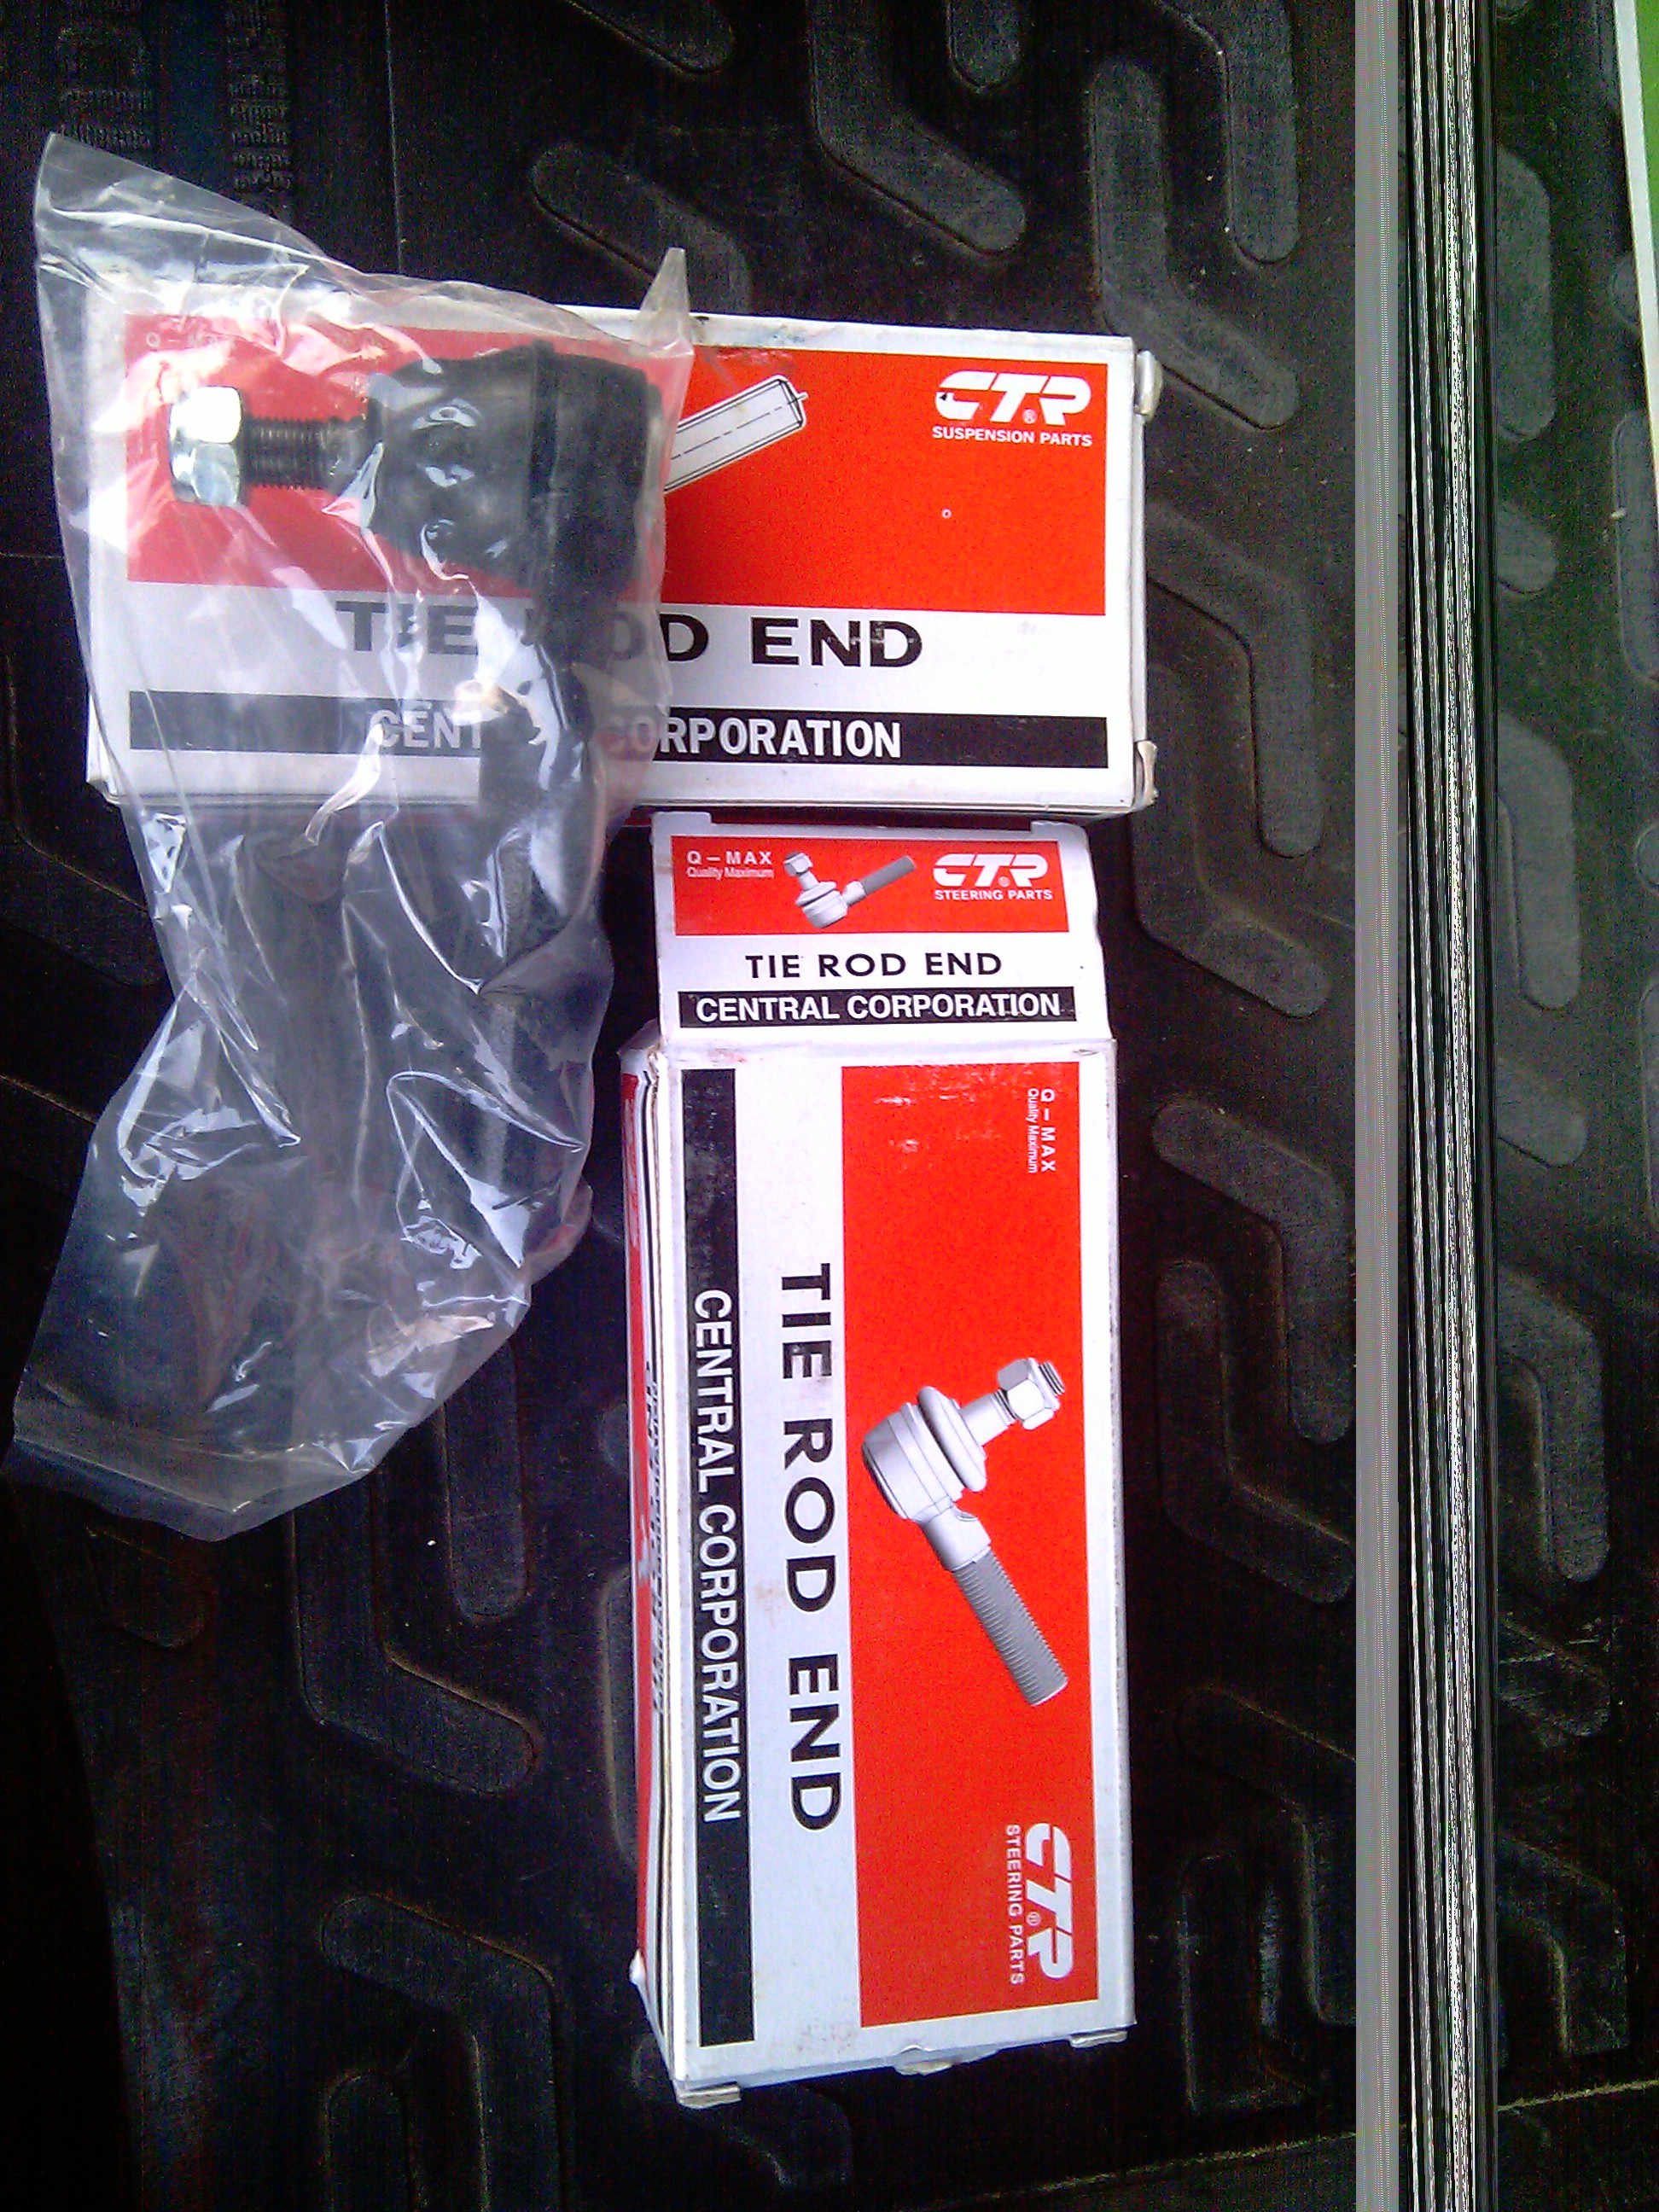 CTR®
SUSPENSION PARTS
TIE ROD END
CENTRAL CORPORATION
Q-MAX
Quality Maximum
CTR®
STEERING PARTS
TIE ROD END
CENTRAL CORPORATION
Q-MAX
Quality Maximum
TIE ROD END
CENTRAL CORPORATION
CTR®
STEERING PARTS